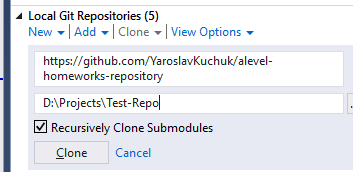 Local Git Repositories (5)
New Add Clone View Options
https://github.com/YaroslavKuchuk/alevel-
homeworks-repository
D:\Projects\Test-Repo
Recursively Clone Submodules
Clone Cancel